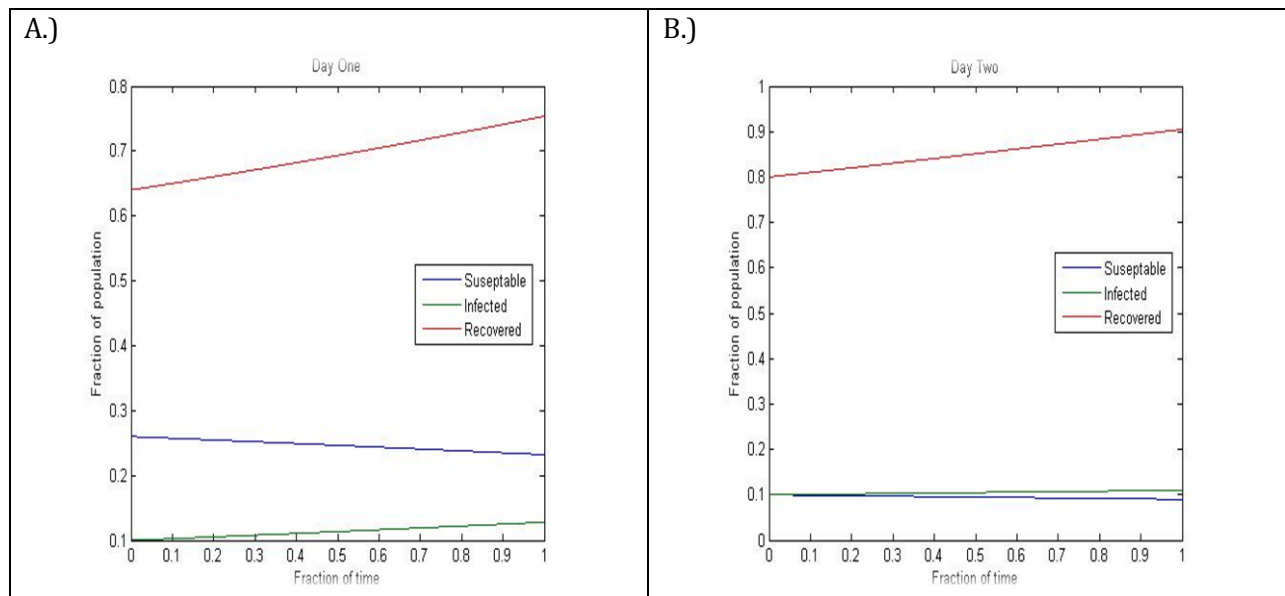 A.)
Day One
0.8
0.7
0.6
0.5
0.4
0.3
0.2
0.1
Fraction of population
Suseptable
Infected
Recovered
0 0.1 0.2 0.3 0.4 0.5 0.6 0.7 0.8 0.9 1
Fraction of time
B.)
Day Two
1
0.9
0.8
0.7
0.6
0.5
0.4
0.3
0.2
0.1
0
Fraction of population
Suseptable
Infected
Recovered
0 0.1 0.2 0.3 0.4 0.5 0.6 0.7 0.8 0.9 1
Fraction of time